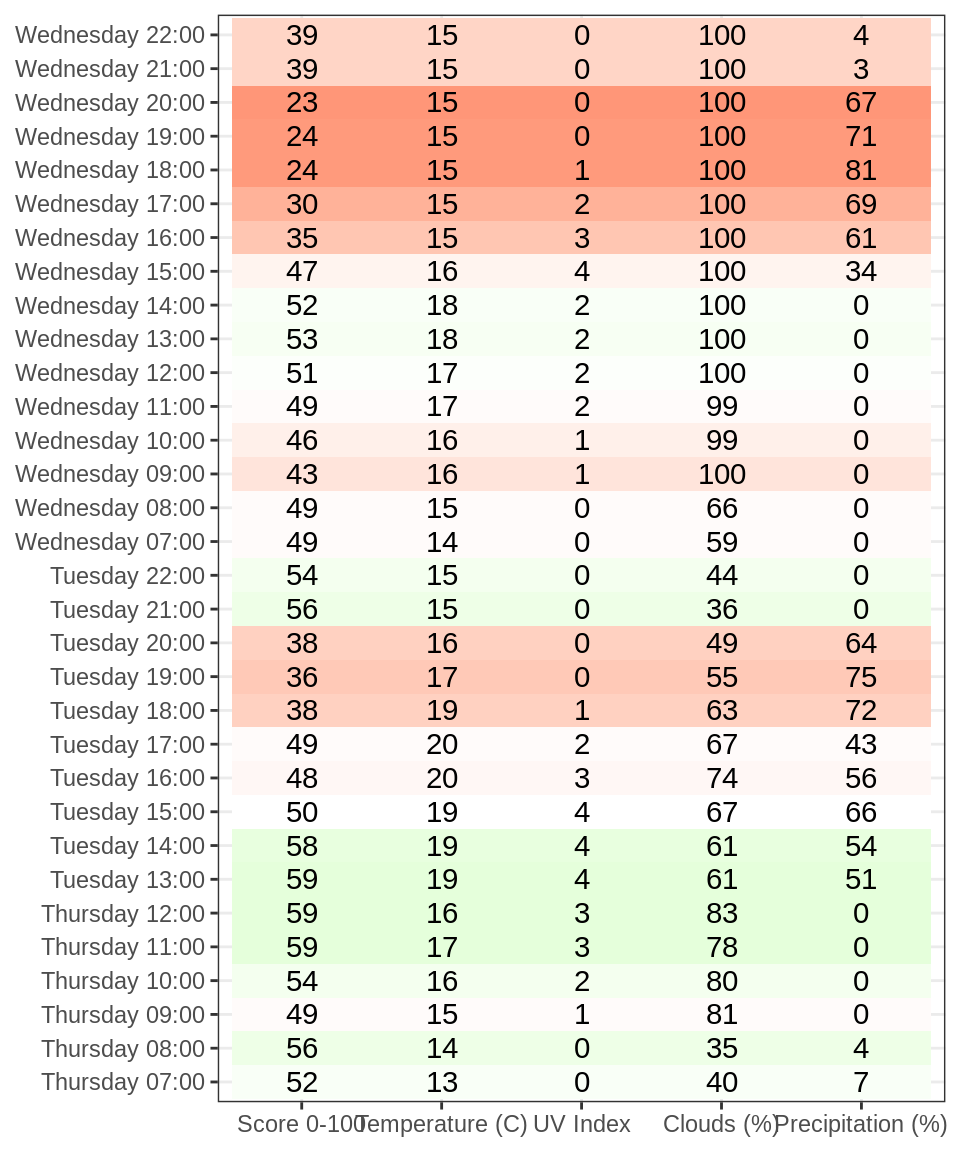 Wednesday 22:00 39 15 0 100 4
Wednesday 21:00 39 15 0 100 3
Wednesday 20:00 23 15 0 100 67
Wednesday 19:00 24 15 0 100 71
Wednesday 18:00 24 15 1 100 81
Wednesday 17:00 30 15 2 100 69
Wednesday 16:00 35 15 3 100 61
Wednesday 15:00 47 16 4 100 34
Wednesday 14:00 52 18 2 100 0
Wednesday 13:00 53 18 2 100 0
Wednesday 12:00 51 17 2 100 0
Wednesday 11:00 49 17 2 99 0
Wednesday 10:00 46 16 1 99 0
Wednesday 09:00 43 16 1 100 0
Wednesday 08:00 49 15 0 66 0
Wednesday 07:00 49 14 0 59 0
Tuesday 22:00 54 15 0 44 0
Tuesday 21:00 56 15 0 36 0
Tuesday 20:00 38 16 0 49 64
Tuesday 19:00 36 17 0 55 75
Tuesday 18:00 38 19 1 63 72
Tuesday 17:00 49 20 2 67 43
Tuesday 16:00 48 20 3 74 56
Tuesday 15:00 50 19 4 67 66
Tuesday 14:00 58 19 4 61 54
Tuesday 13:00 59 19 4 61 51
Thursday 12:00 59 16 3 83 0
Thursday 11:00 59 17 3 78 0
Thursday 10:00 54 16 2 80 0
Thursday 09:00 49 15 1 81 0
Thursday 08:00 56 14 0 35 4
Thursday 07:00 52 13 0 40 7
Score 0-100 Temperature (C) UV Index Clouds (%) Precipitation (%)